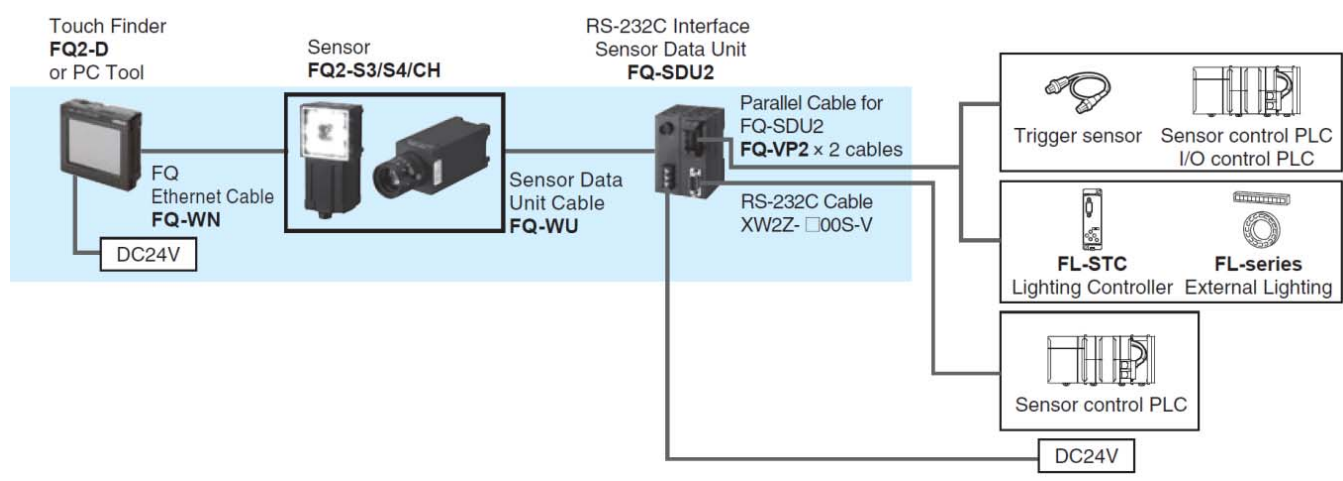 Touch Finder
FQ2-D
or PC Tool
Sensor
FQ2-S3/S4/CH
RS-232C Interface
Sensor Data Unit
FQ-SDU2
FQ
Ethernet Cable
FQ-WN
DC24V
Sensor Data
Unit Cable
FQ-WU
Parallel Cable for
FQ-SDU2
FQ-VP2 × 2 cables
RS-232C Cable
XW2Z- □00S-V
Trigger sensor
Sensor control PLC
I/O control PLC
FL-STC
Lighting Controller
FL-series
External Lighting
Sensor control PLC
DC24V